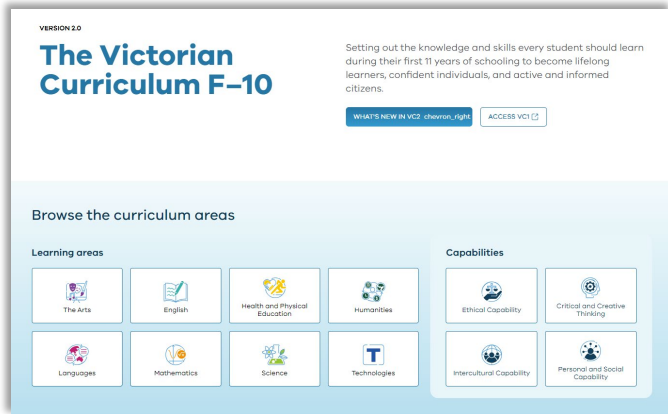 VERSION 2.0
The Victorian
Curriculum F–10
Setting out the knowledge and skills every student should learn
during their first 11 years of schooling to become lifelong
learners, confident individuals, and active and informed
citizens.
WHAT'S NEW IN VC2 chevron_right
ACCESS VC1
Browse the curriculum areas
Learning areas
The Arts
English
Health and Physical
Education
Humanities
Languages
Mathematics
Science
T
Technologies
Capabilities
Ethical Capability
Critical and Creative
Thinking
Intercultural Capability
Personal and Social
Capability